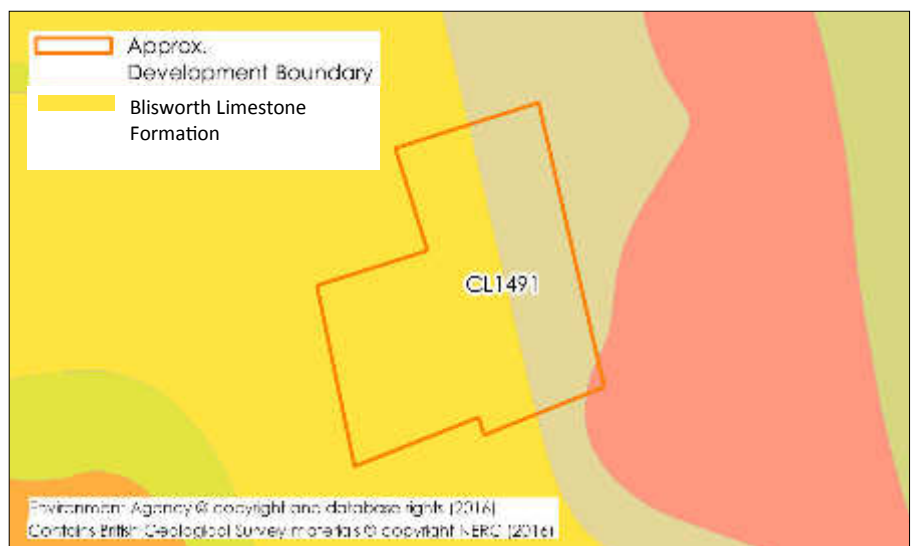 Approx.
Development Boundary
Blisworth Limestone
Formation
CL1491
Environment Agency © copyright and database rights (2016)
Contains British Geological Survey materials © copyright NERC (2016)